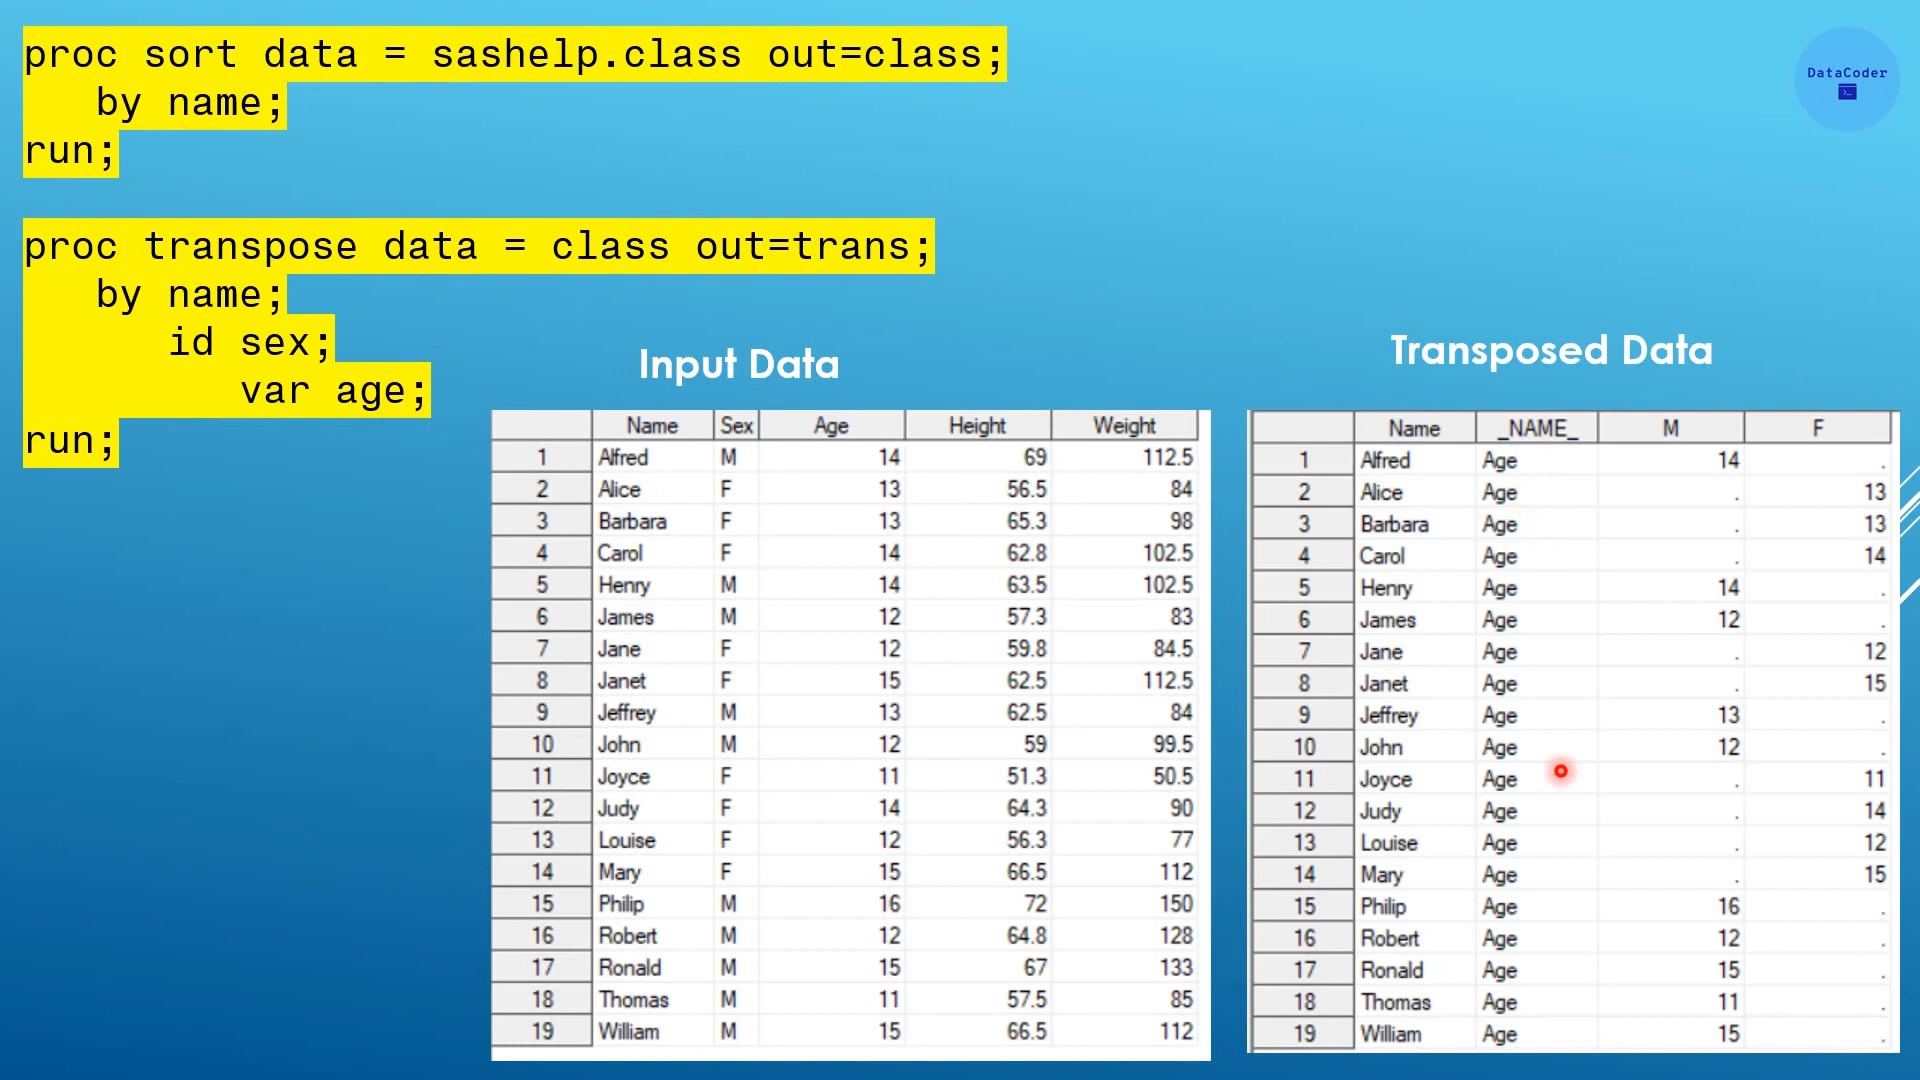 proc sort data = sashelp.class out=class;
by name;
run;
DataCoder
proc transpose data = class out=trans;
by name;
id sex;
var age;
run;
Input Data
Name Sex Age Height Weight
1 Alfred M 14 69 112.5
2 Alice F 13 56.5 84
3 Barbara F 13 65.3 98
4 Carol F 14 62.8 102.5
5 Henry M 14 63.5 102.5
6 James M 12 57.3 83
7 Jane F 12 59.8 84.5
8 Janet F 15 62.5 112.5
9 Jeffrey M 13 62.5 84
10 John M 12 59 99.5
11 Joyce F 11 51.3 50.5
12 Judy F 14 64.3 90
13 Louise F 12 56.3 77
14 Mary F 15 66.5 112
15 Philip M 16 72 150
16 Robert M 12 64.8 128
17 Ronald M 15 67 133
18 Thomas M 11 57.5 85
19 William M 15 66.5 112
Transposed Data
Name _NAME_ M F
1 Alfred Age 14 .
2 Alice Age . 13
3 Barbara Age . 13
4 Carol Age . 14
5 Henry Age 14 .
6 James Age 12 .
7 Jane Age . 12
8 Janet Age . 15
9 Jeffrey Age 13 .
10 John Age 12 .
11 Joyce Age . 11
12 Judy Age . 14
13 Louise Age . 12
14 Mary Age . 15
15 Philip Age 16 .
16 Robert Age 12 .
17 Ronald Age 15 .
18 Thomas Age 11 .
19 William Age 15 .